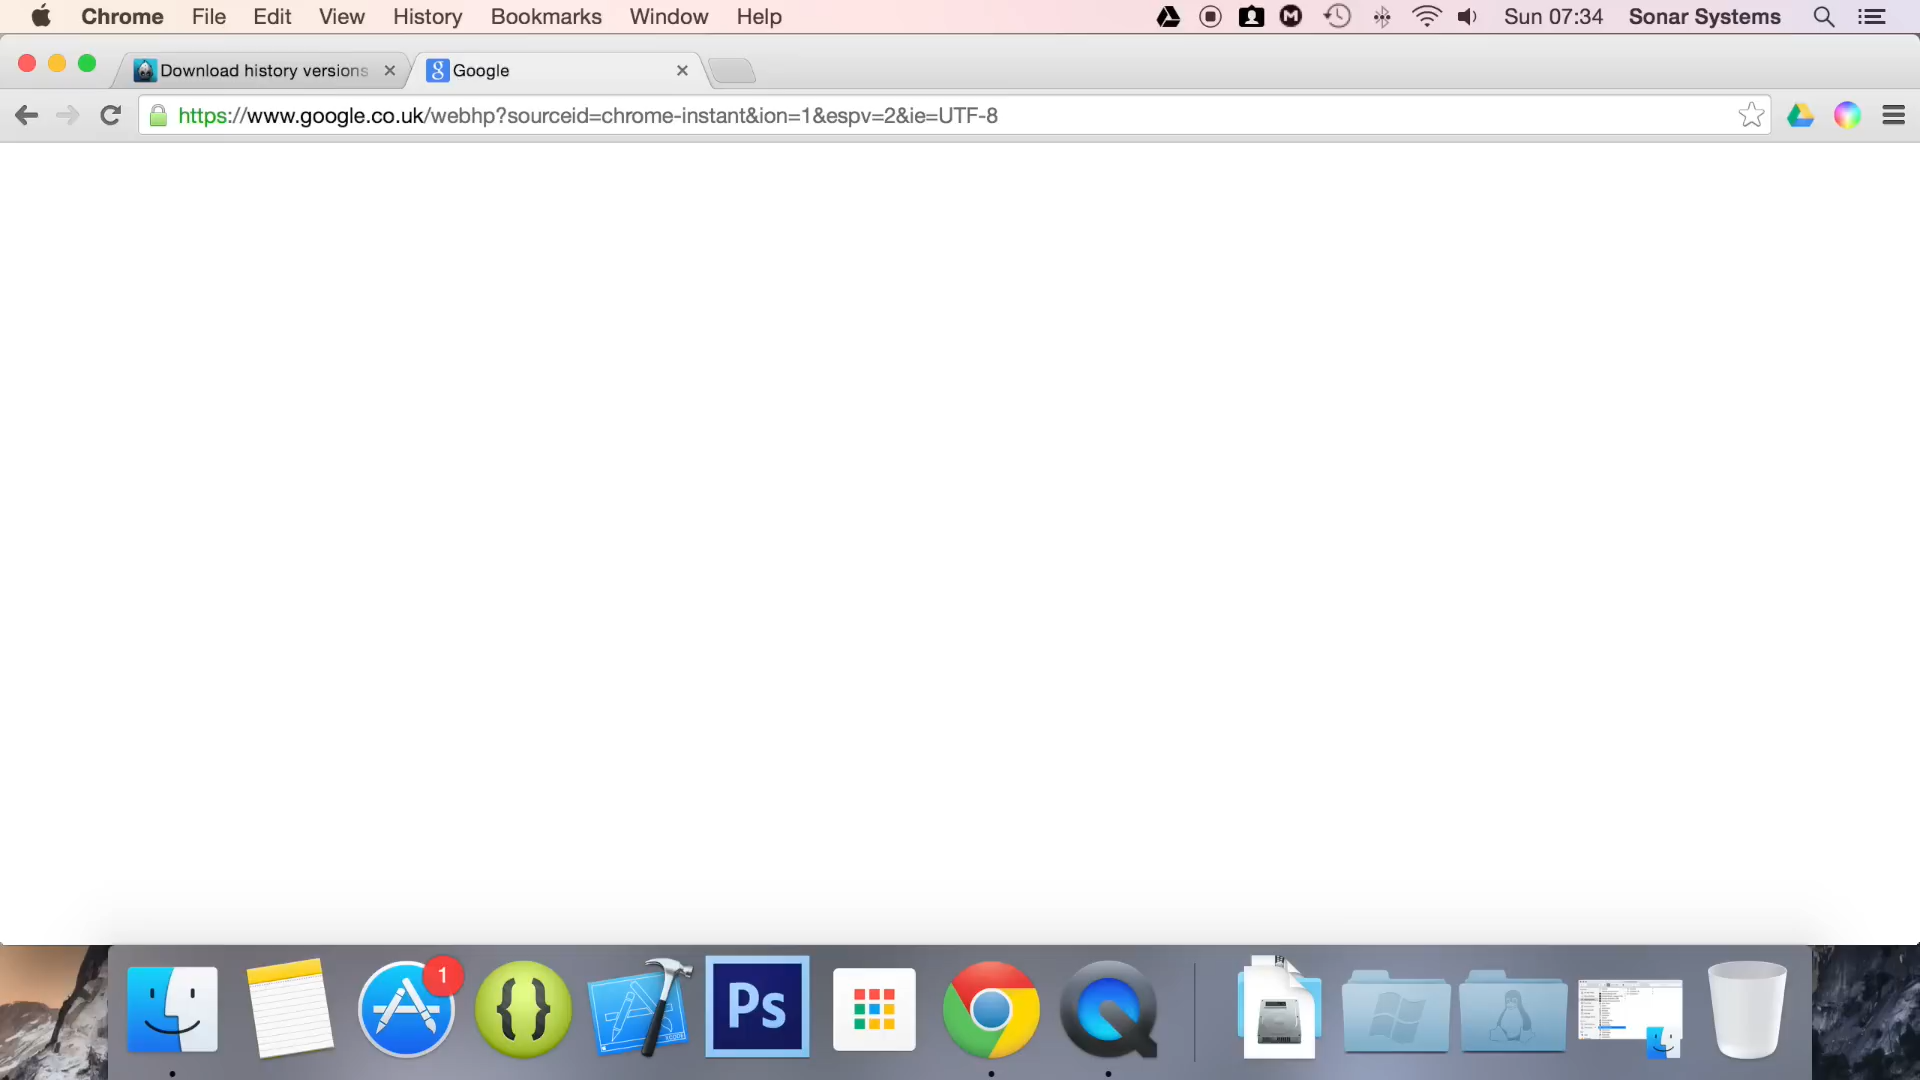 Chrome File Edit View History Bookmarks Window Help Sun 07:34 Sonar Systems
Download history versions Google
https://www.google.co.uk/webhp?sourceid=chrome-instant&ion=1&espv=2&ie=UTF-8
1
Ps